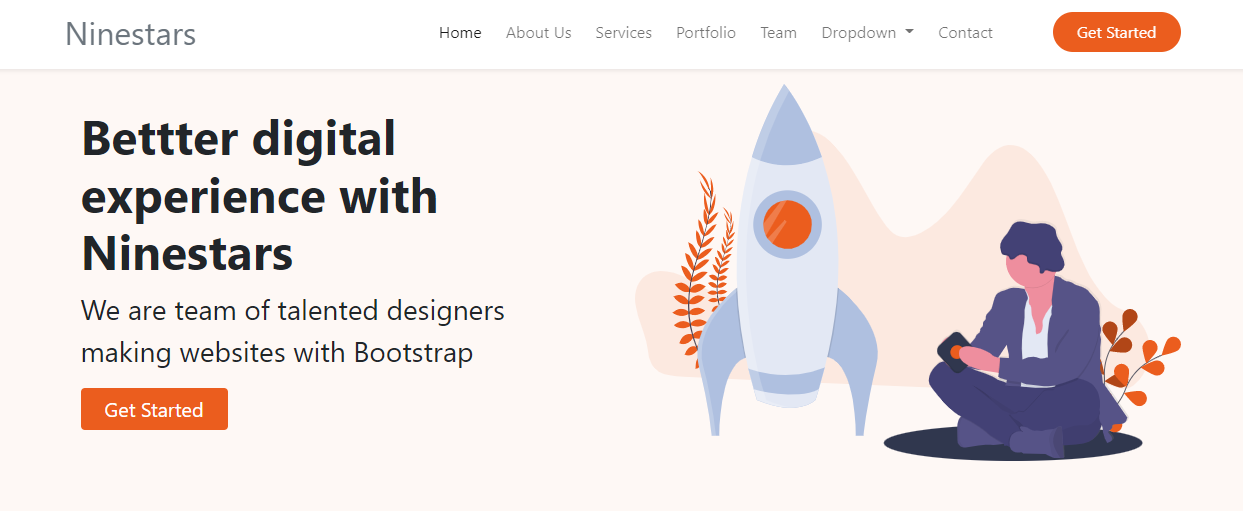 Ninestars
Home About Us Services Portfolio Team Dropdown Contact Get Started
Bettter digital
experience with
Ninestars
We are team of talented designers
making websites with Bootstrap
Get Started